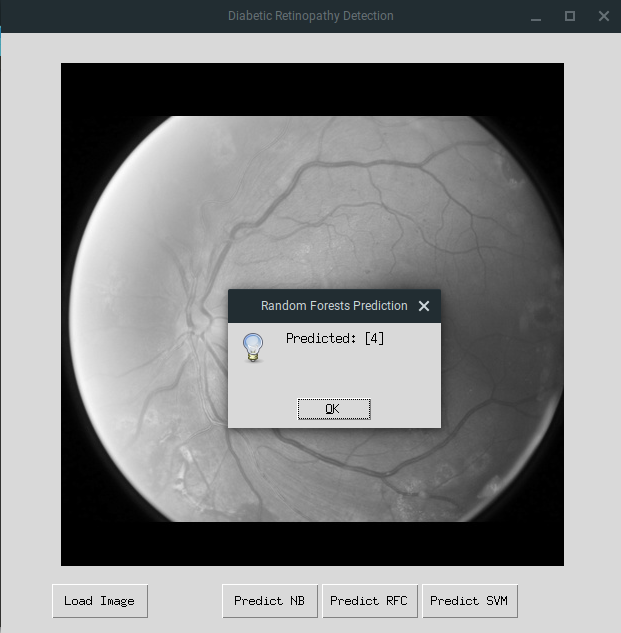 Diabetic Retinopathy Detection
Random Forests Prediction
Predicted: [4]
OK
Load Image
Predict NB
Predict RFC
Predict SVM